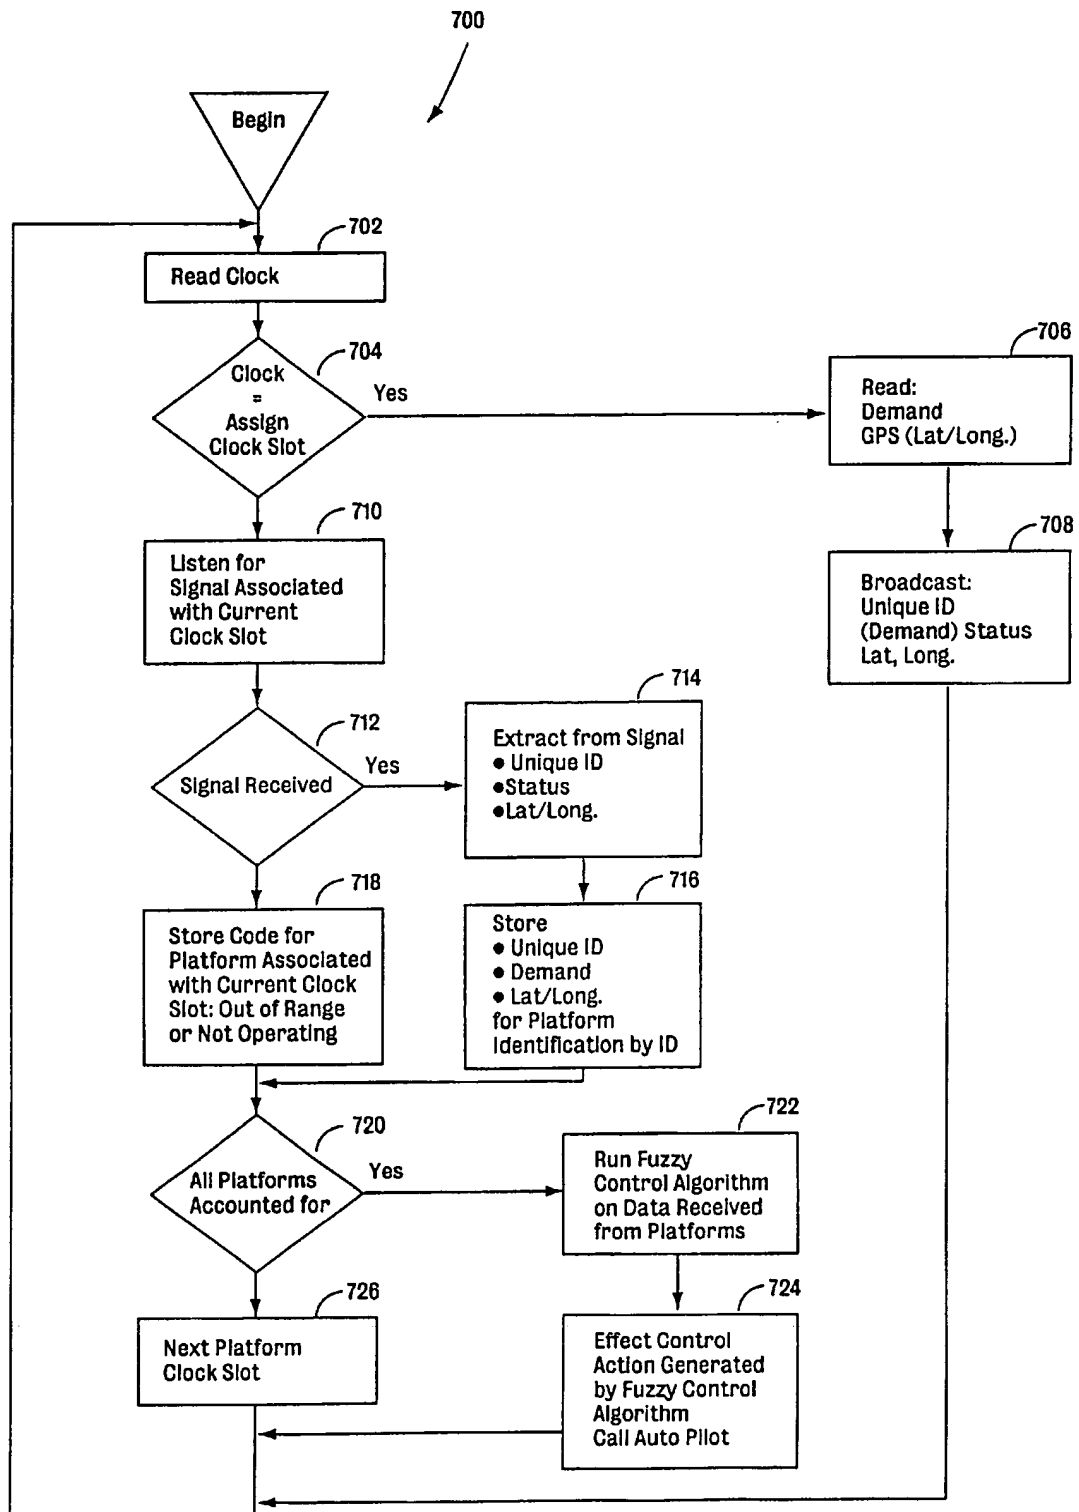 700
Begin
702
Read Clock
704
Clock
=
Assign
Clock Slot
Yes
706
Read:
Demand
GPS (Lat/Long.)
710
Listen for
Signal Associated
with Current
Clock Slot
708
Broadcast:
Unique ID
(Demand) Status
Lat, Long.
712
Signal Received
Yes
714
Extract from Signal
● Unique ID
●Status
●Lat/Long.
718
Store Code for
Platform Associated
with Current Clock
Slot: Out of Range
or Not Operating
716
Store
● Unique ID
● Demand
● Lat/Long.
for Platform
Identification by ID
720
All Platforms
Accounted for
Yes
722
Run Fuzzy
Control Algorithm
on Data Received
from Platforms
726
Next Platform
Clock Slot
724
Effect Control
Action Generated
by Fuzzy Control
Algorithm
Call Auto Pilot